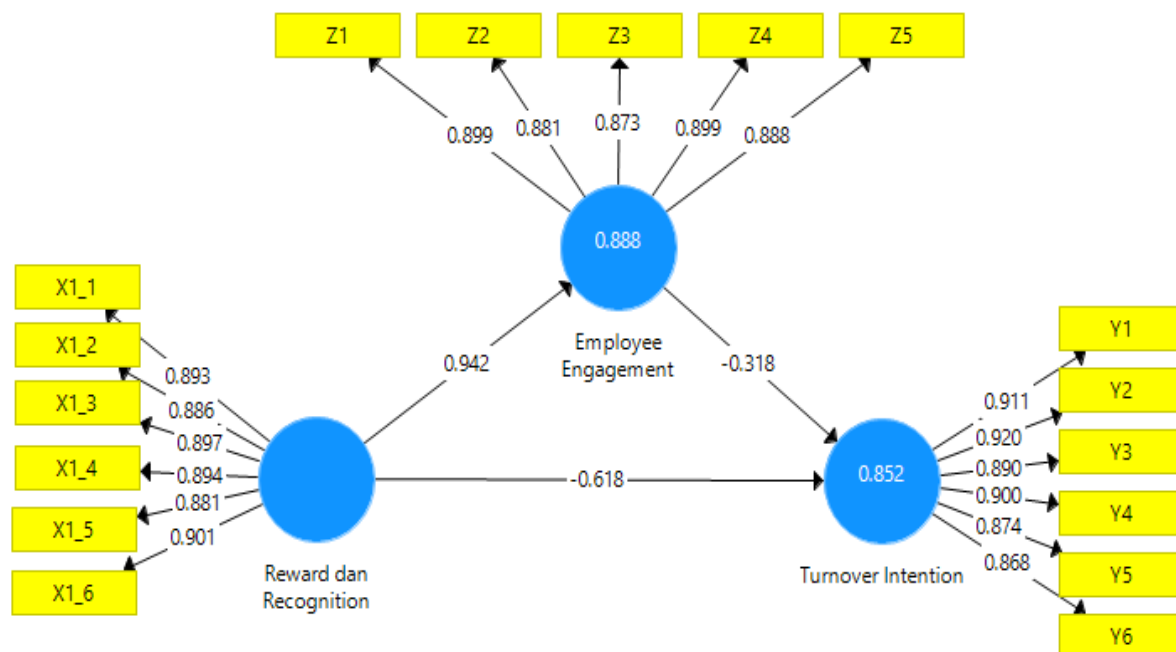 Z1
Z2
Z3
Z4
Z5
0.899
0.881
0.873
0.899
0.888
0.888
Employee
Engagement
X1_1
X1_2
X1_3
X1_4
X1_5
X1_6
0.893
0.886
0.897
0.894
0.881
0.901
0.942
-0.318
-0.618
Reward dan
Recognition
0.852
Turnover Intention
0.911
0.920
0.890
0.900
0.874
0.868
Y1
Y2
Y3
Y4
Y5
Y6